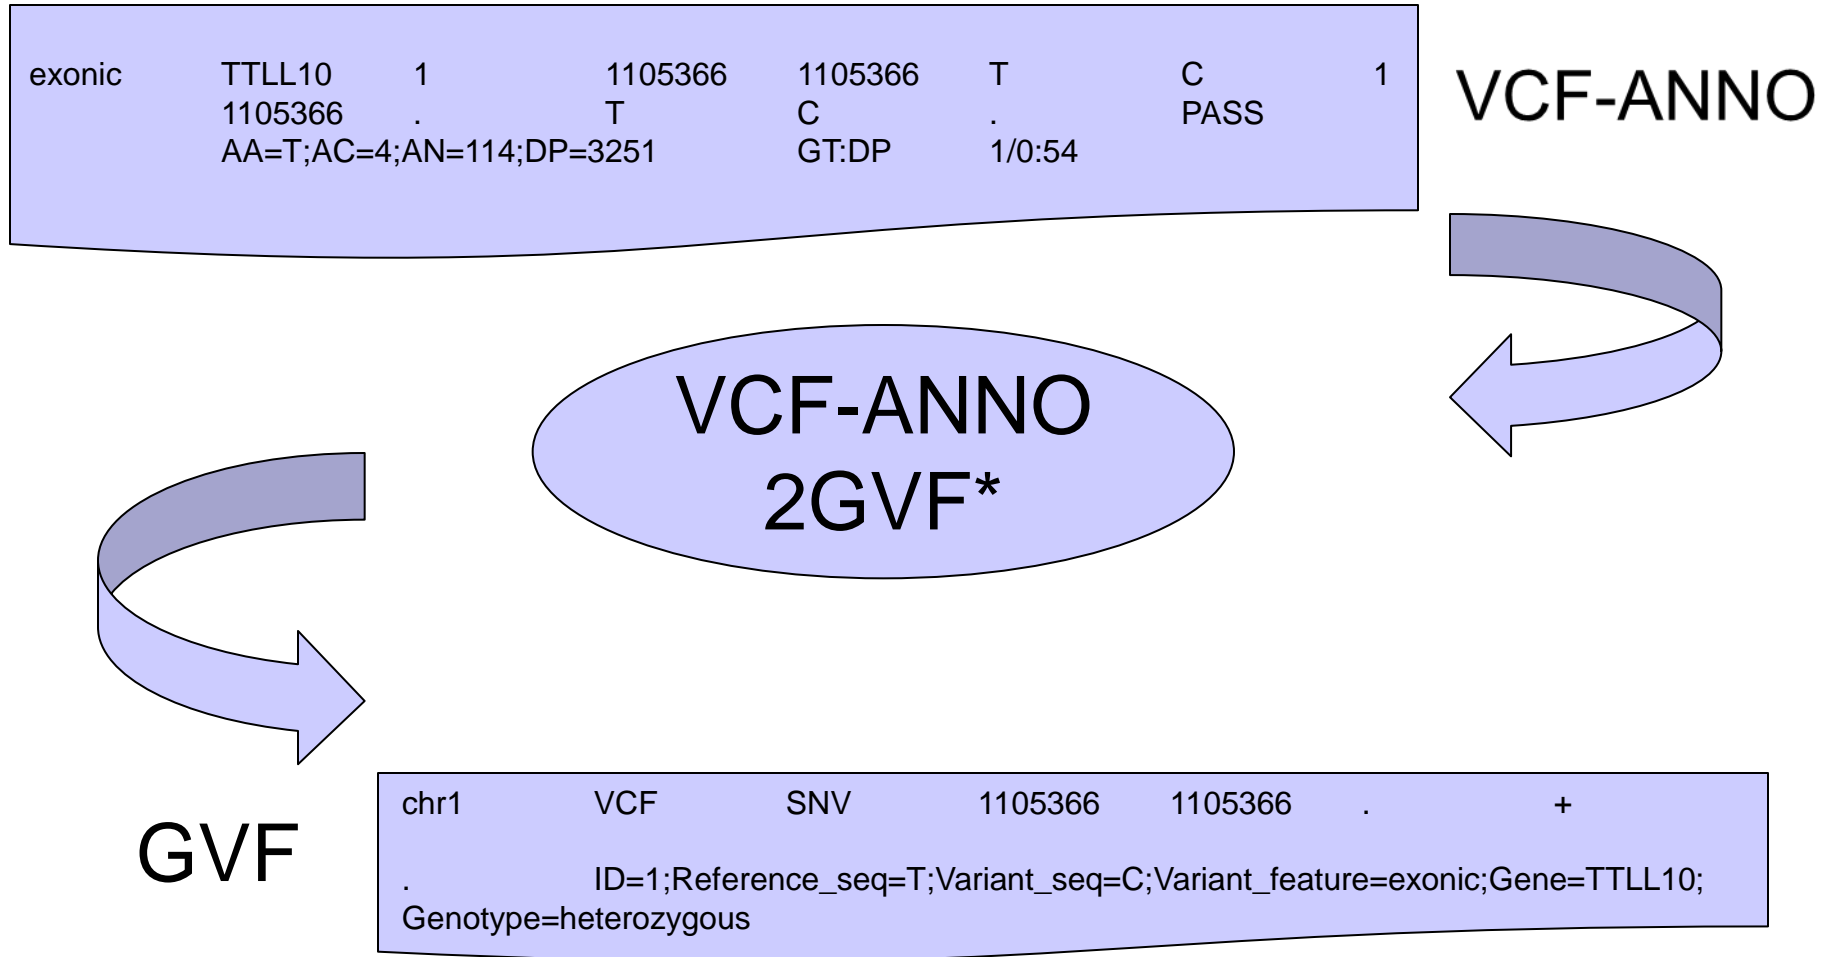 exonic TTLL10 1 1105366 1105366 T C 1
1105366 . T C . PASS
AA=T;AC=4;AN=114;DP=3251 GT:DP 1/0:54
VCF-ANNO
VCF-ANNO
2GVF*
GVF
chr1 VCF SNV 1105366 1105366 . +
. ID=1;Reference_seq=T;Variant_seq=C;Variant_feature=exonic;Gene=TTLL10;
Genotype=heterozygous